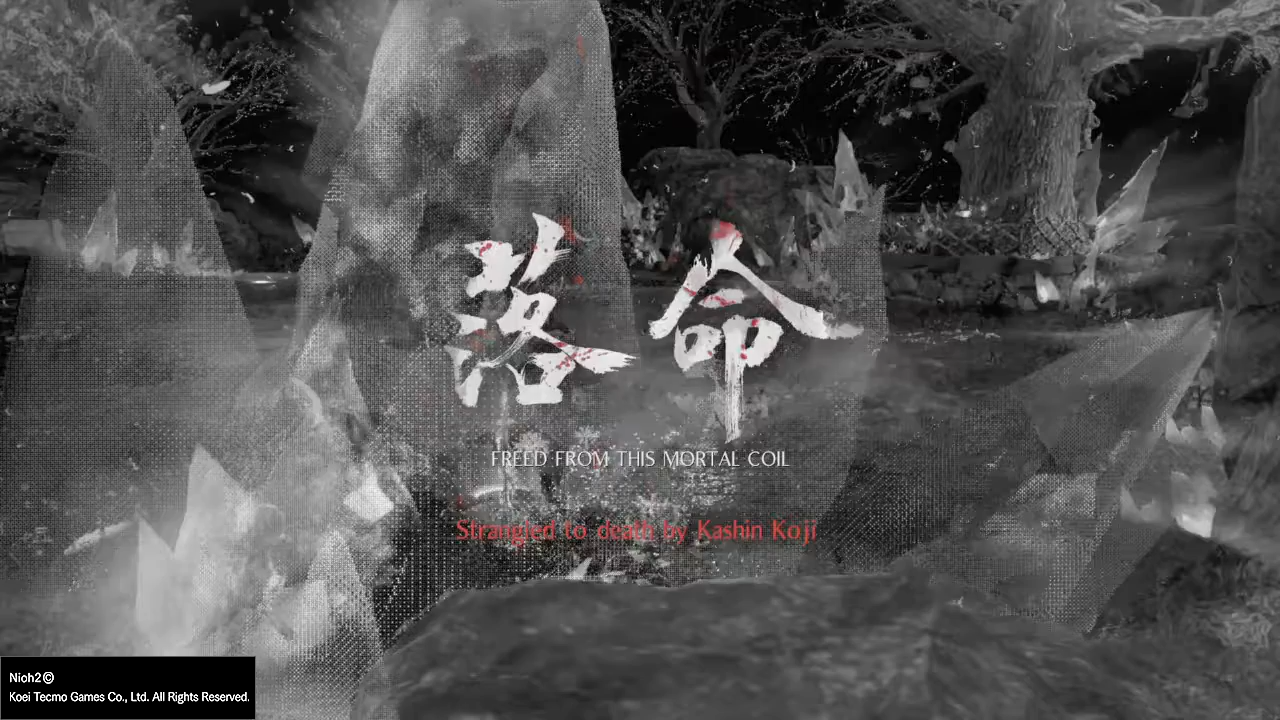 落命
FREED FROM THIS MORTAL COIL
Strangled to death by Kashin Koji
Nioh2©
Koei Tecmo Games Co., Ltd. All Rights Reserved.